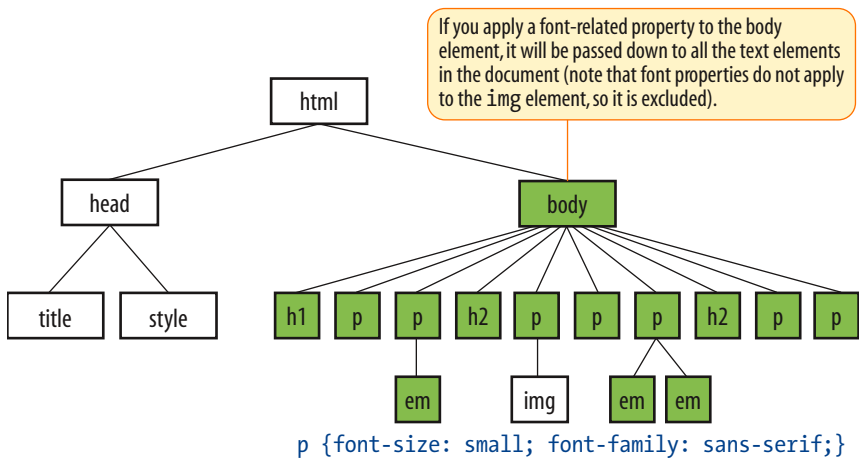 If you apply a font-related property to the body
element, it will be passed down to all the text elements
in the document (note that font properties do not apply
to the img element, so it is excluded).
html
head
body
title
style
h1
p
p
h2
p
p
p
h2
p
p
em
img
em
em
p {font-size: small; font-family: sans-serif;}